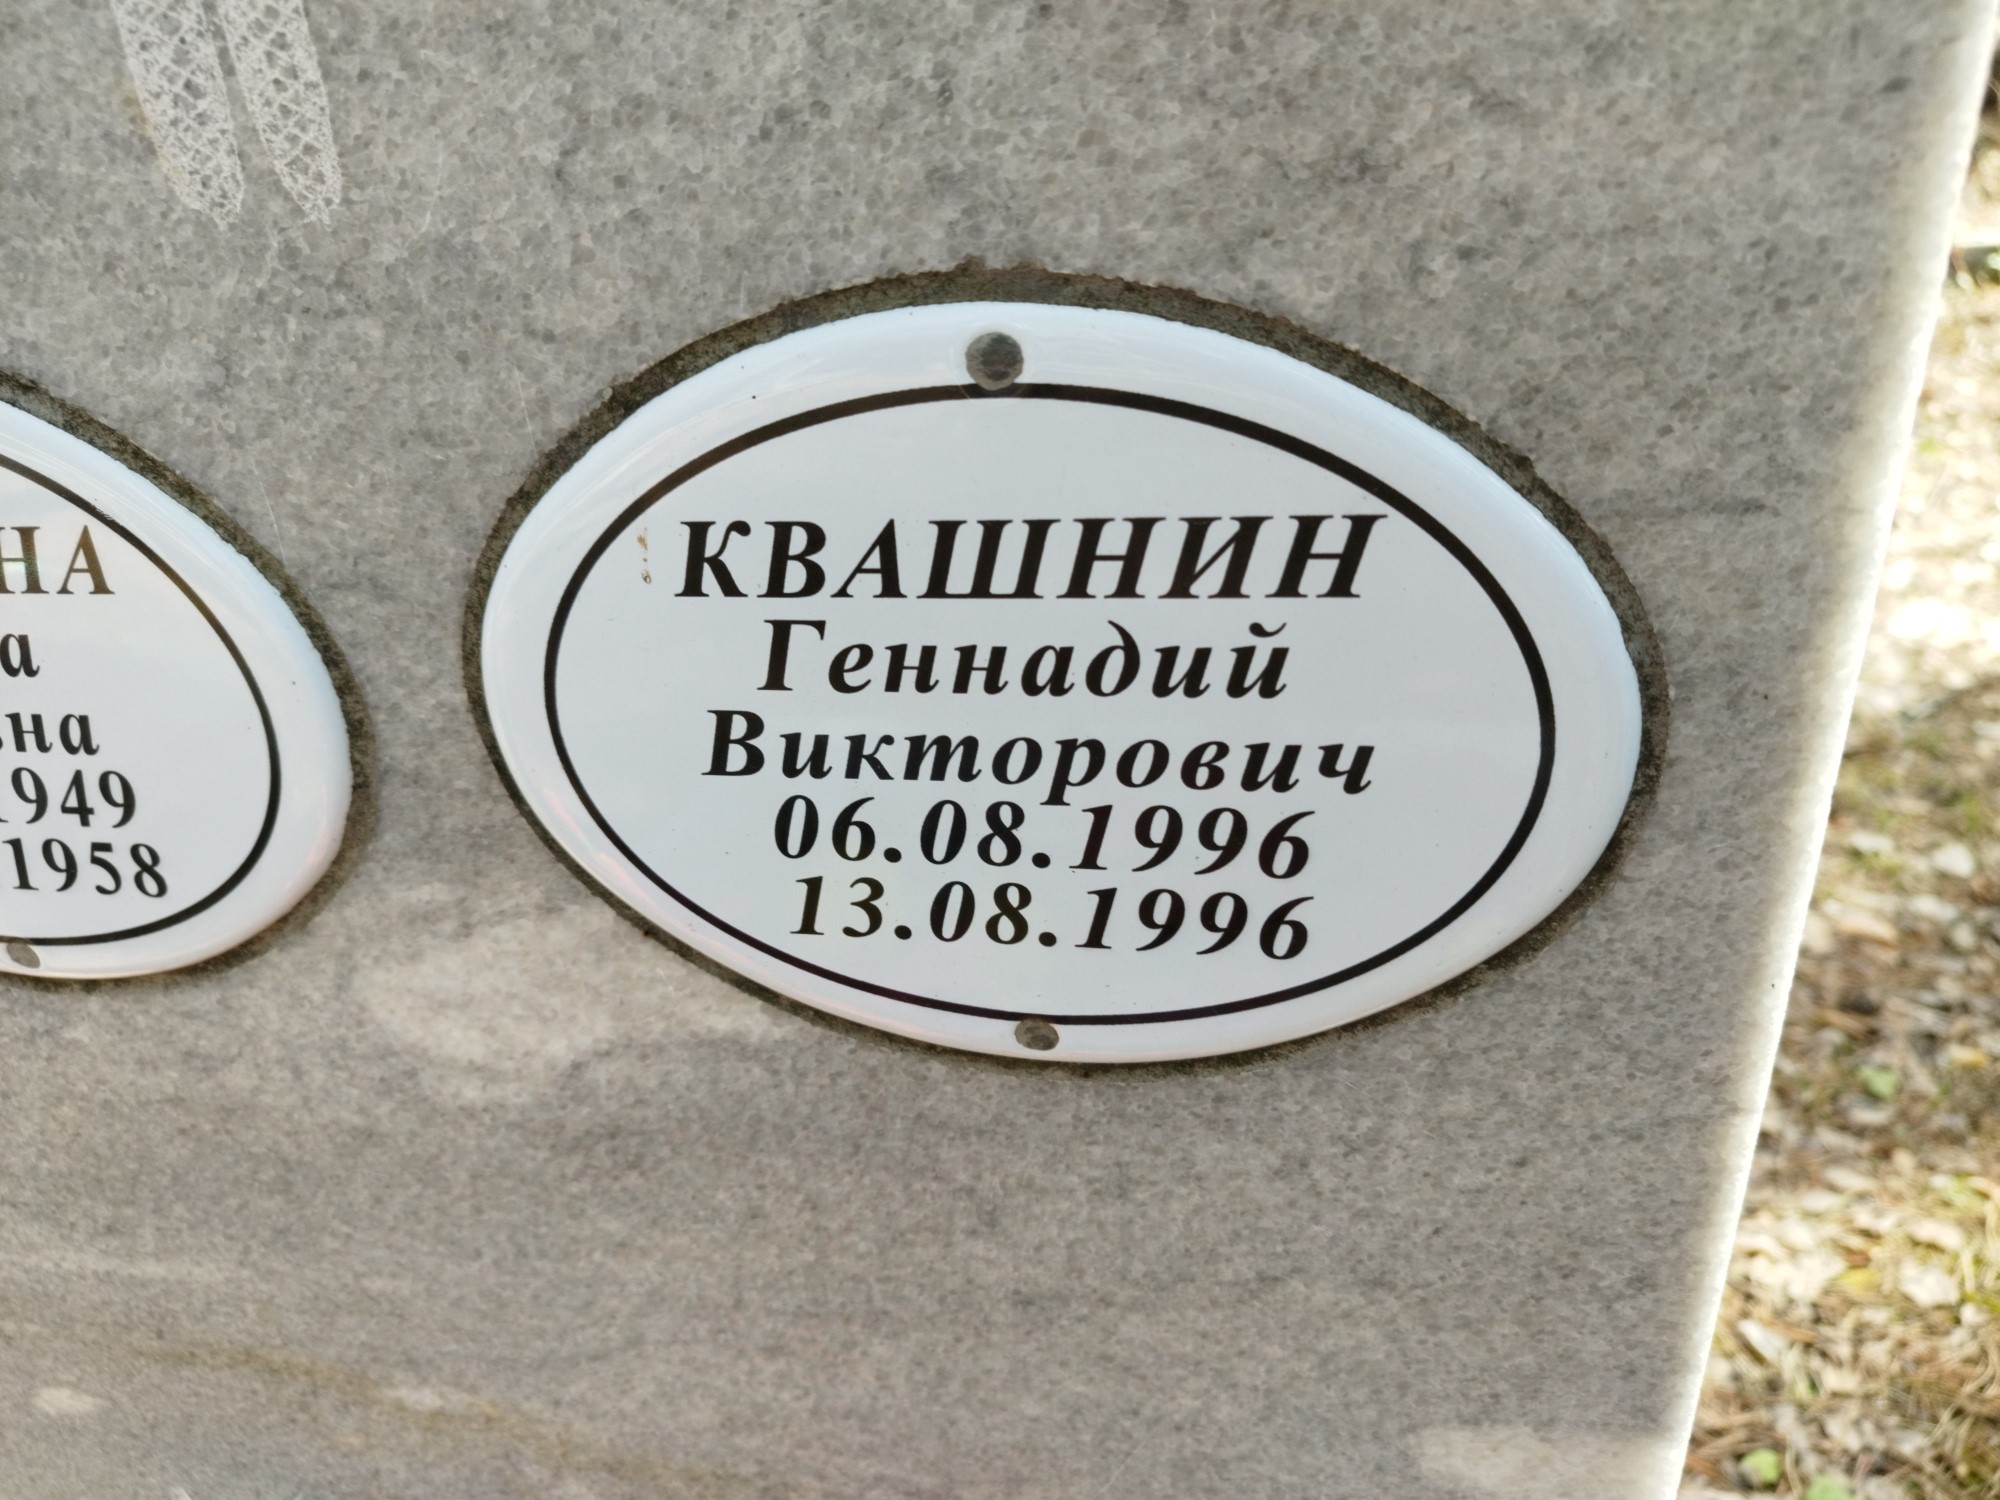 НА
а
вна
1949
1958
КВАШНИН
Геннадий
Викторович
06.08.1996
13.08.1996